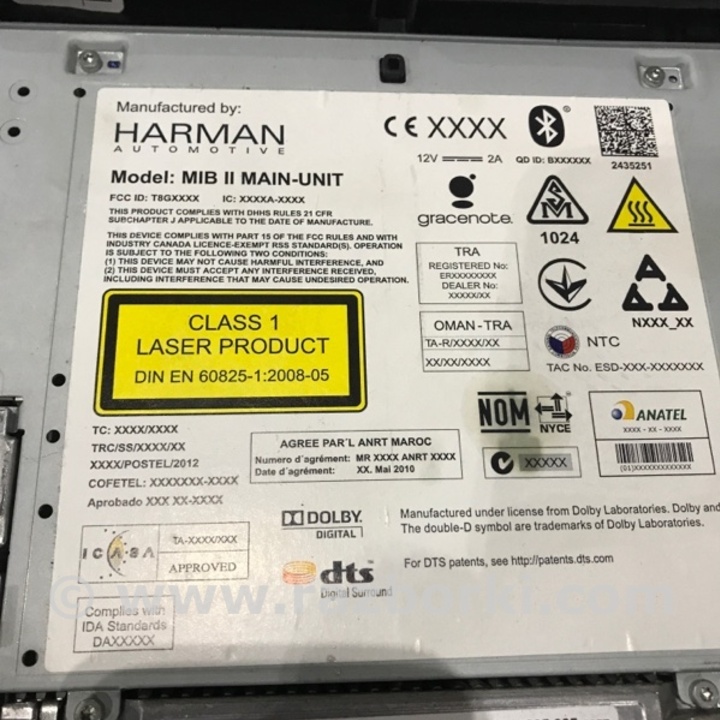 Manufactured by:
HARMAN
AUTOMOTIVE
Model: MIB II MAIN-UNIT
FCC ID: T8GXXXX IC: XXXXA-XXXX
THIS PRODUCT COMPLIES WITH DHHS RULES 21 CFR
SUBCHAPTER J APPLICABLE TO THE DATE OF MANUFACTURE.
THIS DEVICE COMPLIES WITH PART 15 OF THE FCC RULES AND WITH
INDUSTRY CANADA LICENCE-EXEMPT RSS STANDARD(S). OPERATION
IS SUBJECT TO THE FOLLOWING TWO CONDITIONS:
(1) THIS DEVICE MAY NOT CAUSE HARMFUL INTERFERENCE, AND
(2) THIS DEVICE MUST ACCEPT ANY INTERFERENCE RECEIVED,
INCLUDING INTERFERENCE THAT MAY CAUSE UNDESIRED OPERATION.
CLASS 1
LASER PRODUCT
DIN EN 60825-1:2008-05
TC: XXXX/XXXX
TRC/SS/XXXX/XX
XXXX/POSTEL/2012
COFETEL: XXXXXXX-XXXX
Aprobado XXX XX-XXXX
AGREE PAR'L ANRT MAROC
Numero d'agrément: MR XXXX ANRT XXXX
Date d'agrément: XX. Mai 2010
ICASA
TA-XXXX/XXX
APPROVED
Complies with
IDA Standards
DAXXXXX
CE XXXX
12V 2A
QD ID: BXXXXXX
2435251
gracenote.
SM
1024
TRA
REGISTERED No:
ERXXXXXXXX
DEALER No:
XXXXX/XX
OMAN-TRA
TA-R/XXXX/XX
XX/XX/XXXX
NXXX_XX
NTC
TAC No. ESD-XXX-XXXXXXX
NOM
NYCE
ANATEL
XXXX - XX - XXXX
(01)XXXXXXXXXXXXX
XXXXX
DOLBY.
DIGITAL
Manufactured under license from Dolby Laboratories. Dolby and
The double-D symbol are trademarks of Dolby Laboratories.
For DTS patents, see http://patents.dts.com
dts
Digital Surround